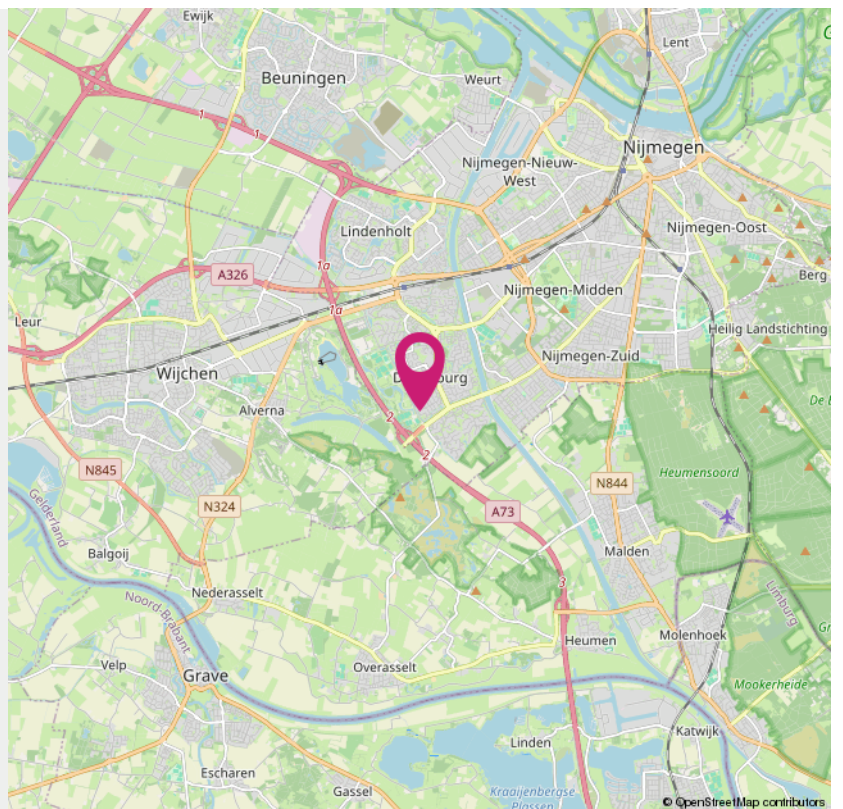 Ewijk
Lent
Beuningen
Weurt
1
1
Nijmegen
Nijmegen-Nieuw-
West
Lindenholt
Nijmegen-Oost
1a
A326
Berg
Nijmegen-Midden
1a
Leur
Heilig Landstichting
Nijmegen-Zuid
Wijchen
Alverna
2
2
N845
Heumensoord
N844
Gelderland
N324
A73
Balgoij
Malden
3
Nederasselt
Limburg
Noord-Brabant
Heumen
Molenhoek
Velp
Overasselt
Grave
Mookerheide
Katwijk
Linden
Escharen
Gassel
Kraaijenbergse
Plassen
© OpenStreetMap contributors